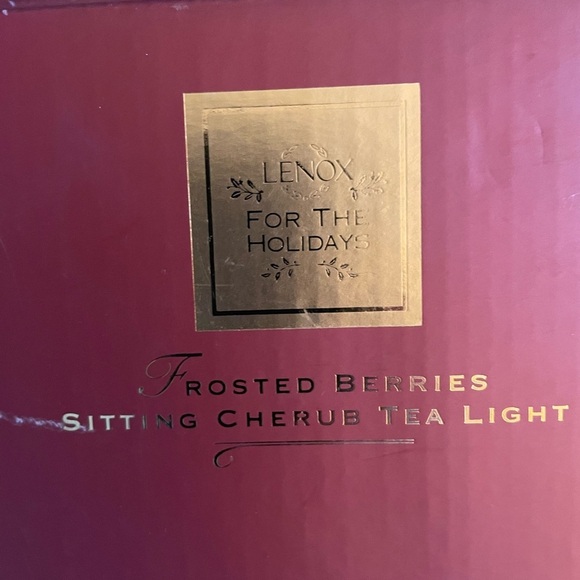 LENOX
FOR THE
HOLIDAYS
FROSTED BERRIES
SITTING CHERUB TEA LIGHT